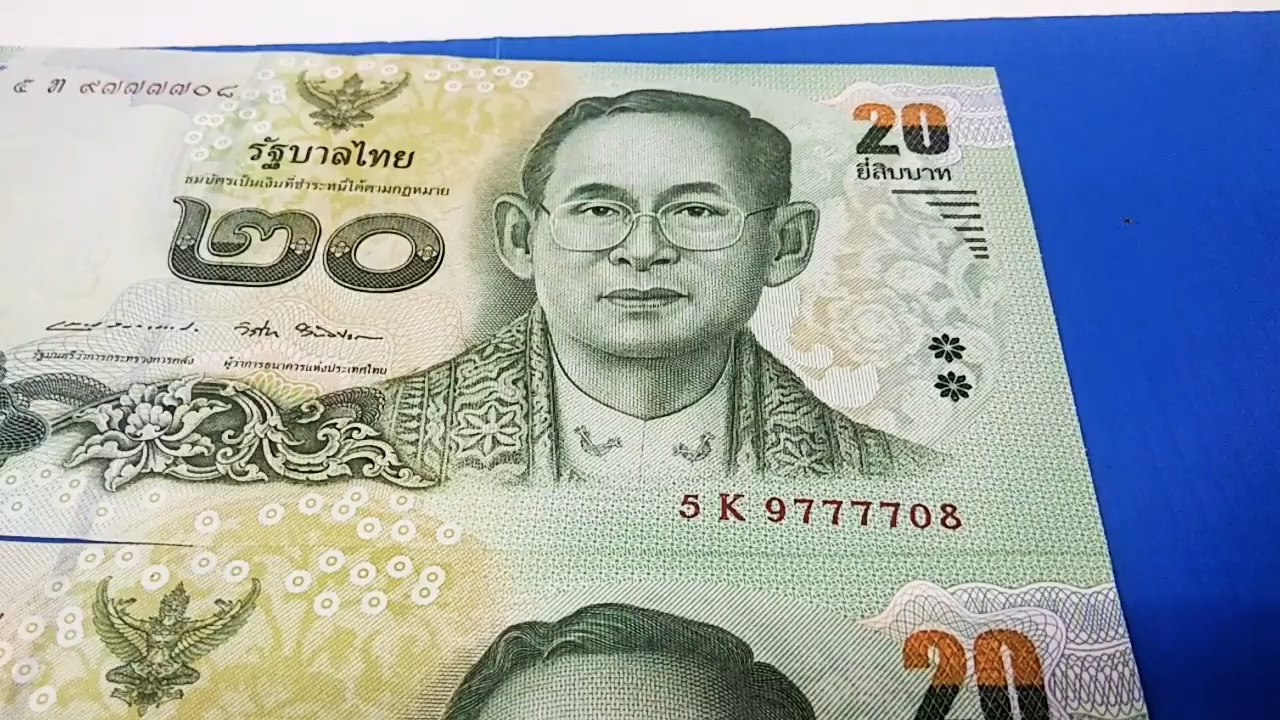 ๕ ท ๙๗๗๗๗๐๘
รัฐบาลไทย
ธนบัตรเป็นเงินที่ชำระหนี้ได้ตามกฎหมาย
๒๐
20
ยี่สิบบาท
รัฐมนตรีว่าการกระทรวงการคลัง
ผู้ว่าการธนาคารแห่งประเทศไทย
5 K 9777708
20